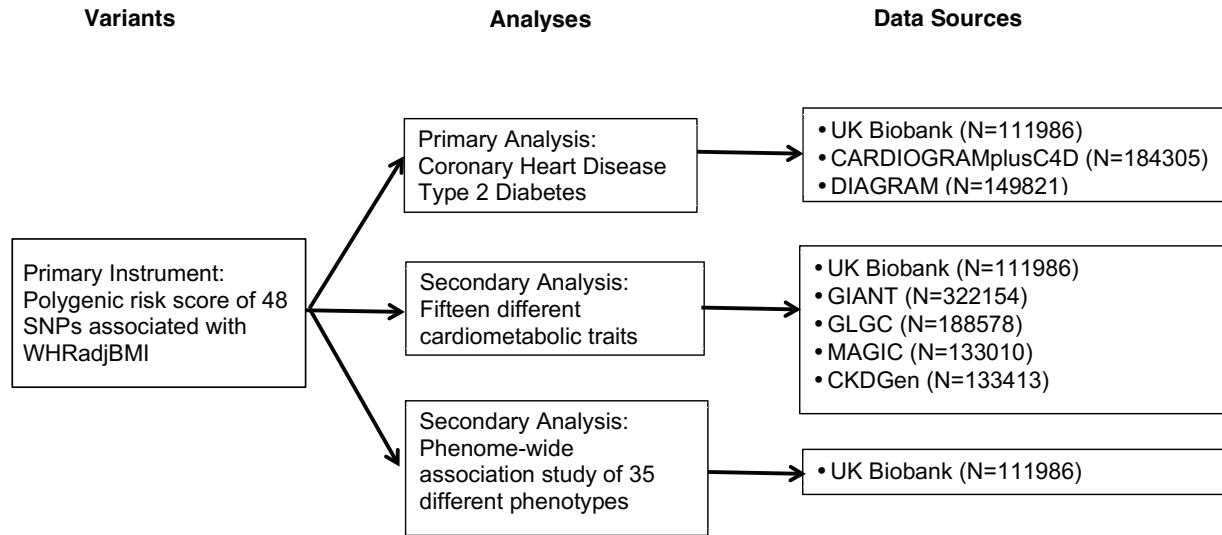 Variants
Analyses
Data Sources
Primary Instrument:
Polygenic risk score of 48
SNPs associated with
WHRadjBMI
Primary Analysis:
Coronary Heart Disease
Type 2 Diabetes
• UK Biobank (N=111986)
• CARDIOGRAMplusC4D (N=184305)
• DIAGRAM (N=149821)
Secondary Analysis:
Fifteen different
cardiometabolic traits
• UK Biobank (N=111986)
• GIANT (N=322154)
• GLGC (N=188578)
• MAGIC (N=133010)
• CKDGen (N=133413)
Secondary Analysis:
Phenome-wide
association study of 35
different phenotypes
• UK Biobank (N=111986)